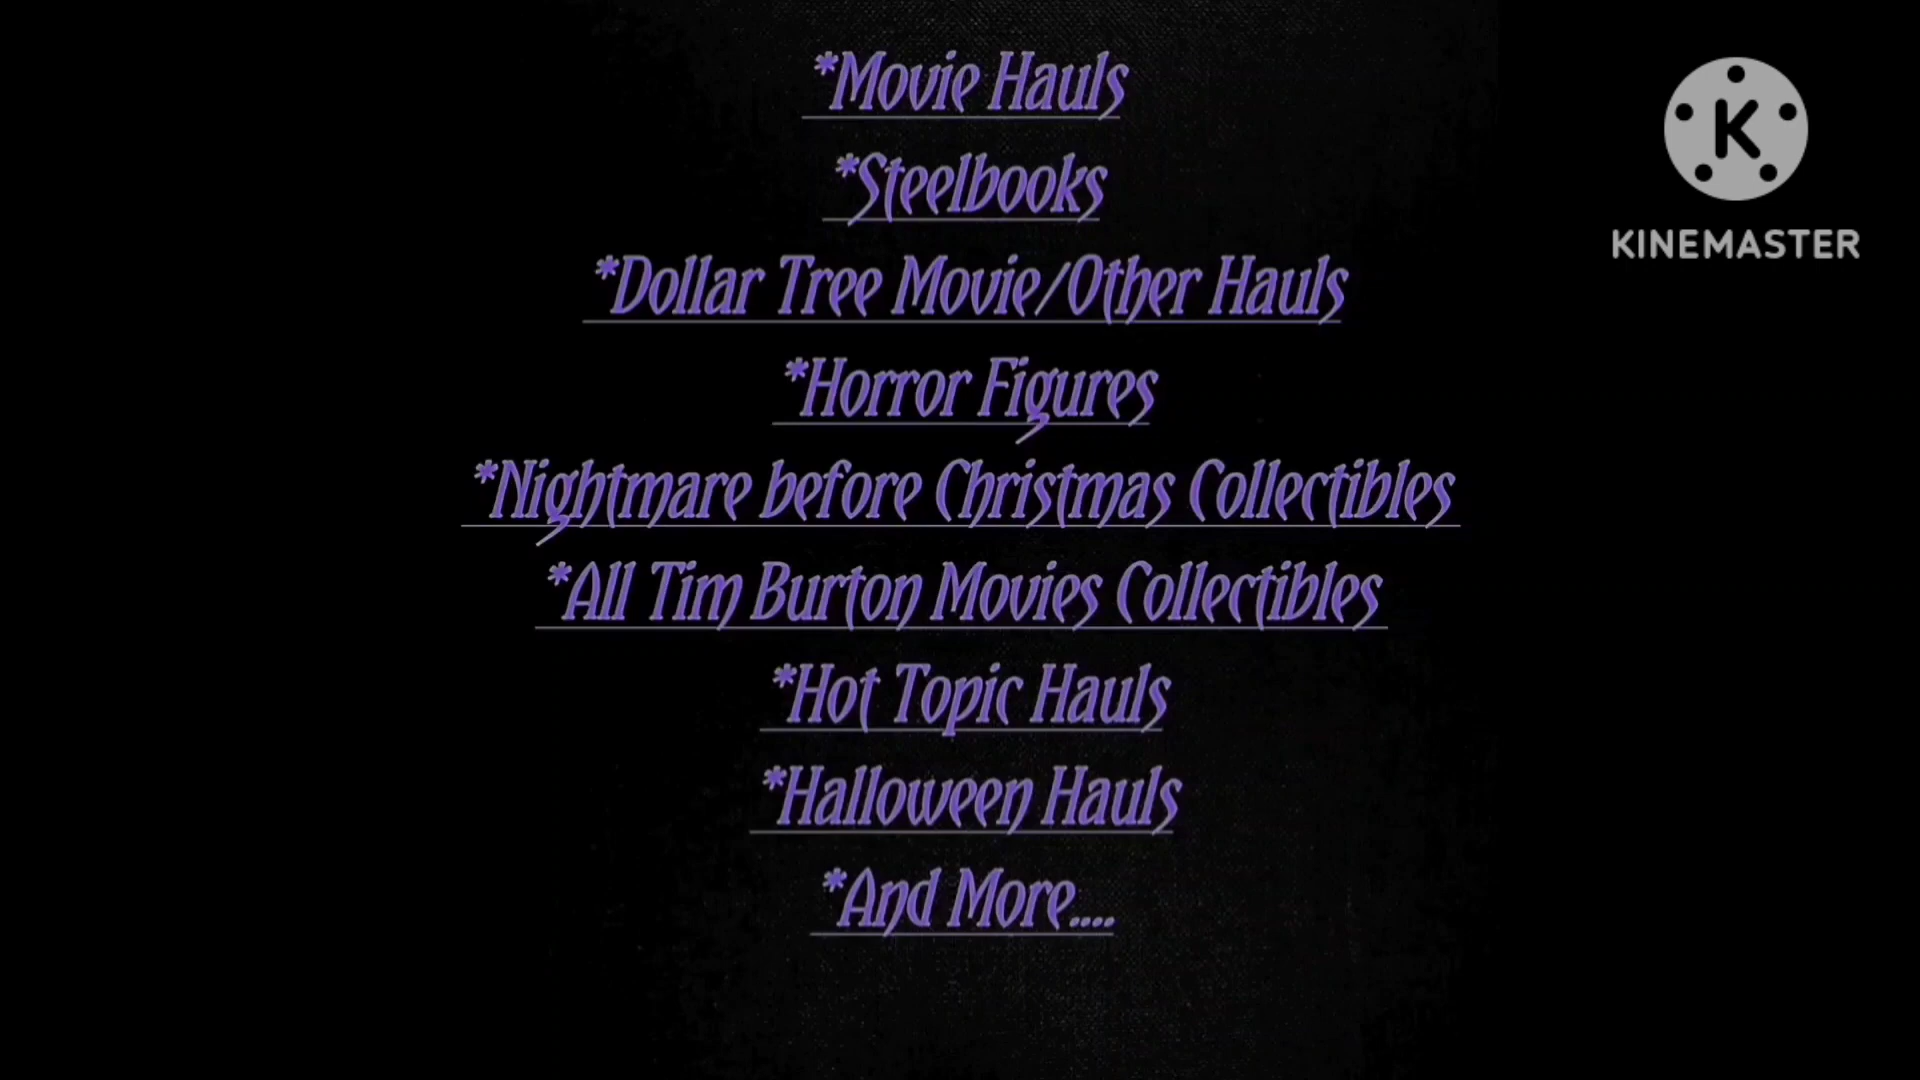 *Movie Hauls
*Steelbooks
*Dollar Tree Movie/Other Hauls
*Horror Figures
*Nightmare before Christmas Collectibles
*All Tim Burton Movies Collectibles
*Hot Topic Hauls
*Halloween Hauls
*And More....
K
KINEMASTER